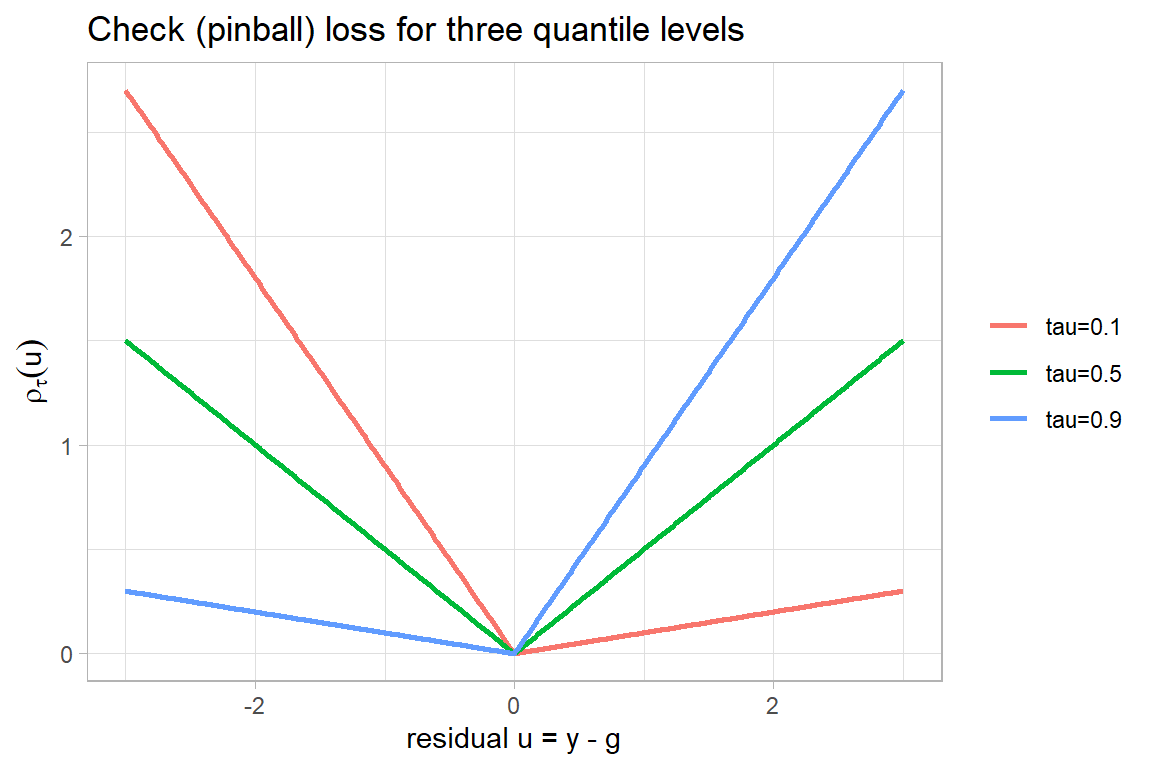 Check (pinball) loss for three quantile levels
ρτ(u)
2
1
0
-2
0
2
residual u = y - g
tau=0.1
tau=0.5
tau=0.9